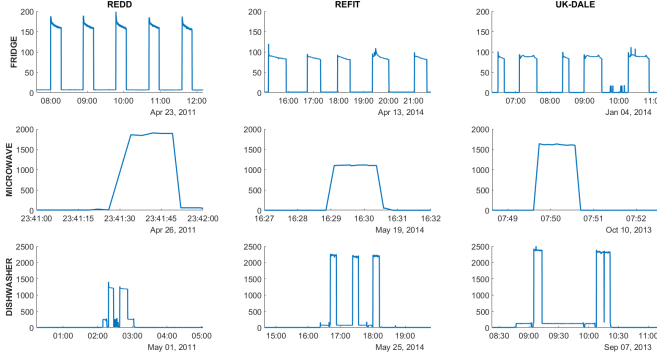 REDD
REFIT
UK-DALE
FRIDGE
200
150
100
50
0
08:00 09:00 10:00 11:00 12:00
Apr 23, 2011
200
150
100
50
0
16:00 17:00 18:00 19:00 20:00 21:00
Apr 13, 2014
200
150
100
50
0
07:00 08:00 09:00 10:00 11:0
Jan 04, 2014
MICROWAVE
2000
1500
1000
500
0
23:41:00 23:41:15 23:41:30 23:41:45 23:42:00
Apr 26, 2011
2000
1500
1000
500
0
16:27 16:28 16:29 16:30 16:31 16:32
May 19, 2014
2000
1500
1000
500
0
07:49 07:50 07:51 07:52
Oct 10, 2013
DISHWASHER
2500
2000
1500
1000
500
0
01:00 02:00 03:00 04:00 05:00
May 01, 2011
2500
2000
1500
1000
500
0
15:00 16:00 17:00 18:00 19:00
May 25, 2014
2500
2000
1500
1000
500
0
08:30 09:00 09:30 10:00 10:30 11:0
Sep 07, 2013